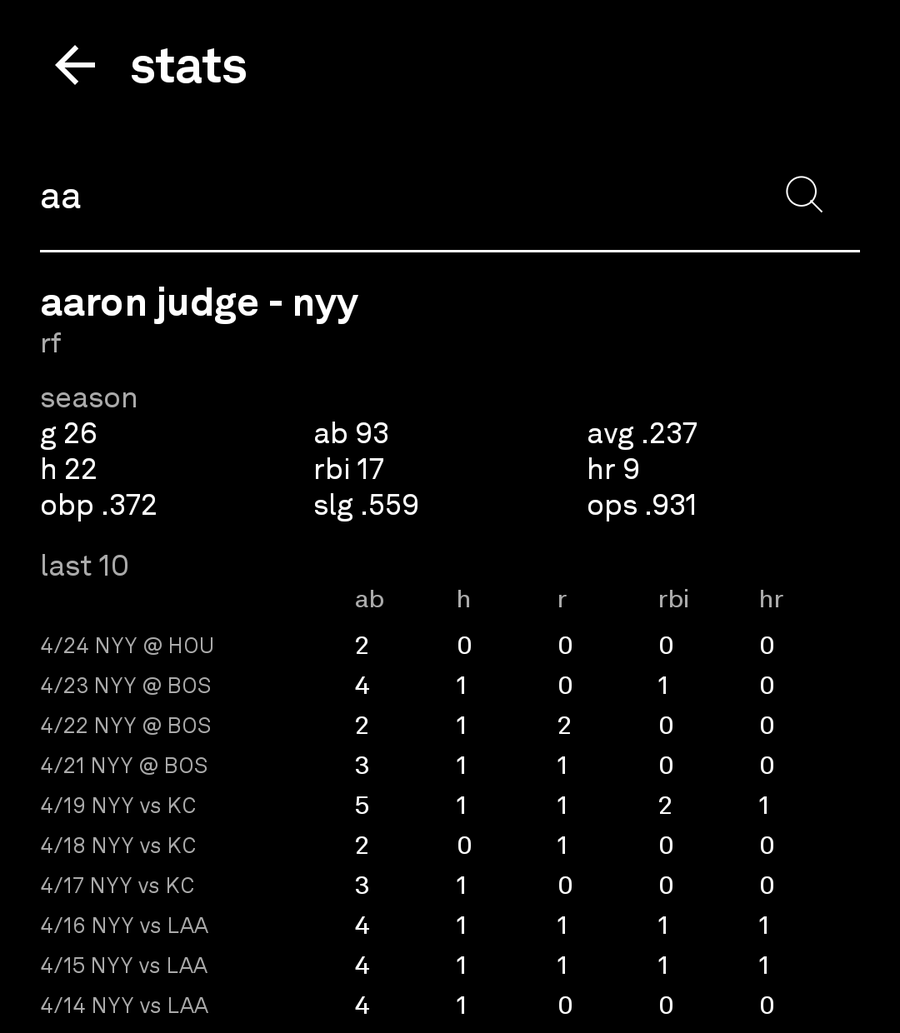 stats
aa
aaron judge - nyy
rf
season
g 26 ab 93 avg .237
h 22 rbi 17 hr 9
obp .372 slg .559 ops .931
last 10
ab h r rbi hr
4/24 NYY @ HOU 2 0 0 0 0
4/23 NYY @ BOS 4 1 0 1 0
4/22 NYY @ BOS 2 1 2 0 0
4/21 NYY @ BOS 3 1 1 0 0
4/19 NYY vs KC 5 1 1 2 1
4/18 NYY vs KC 2 0 1 0 0
4/17 NYY vs KC 3 1 0 0 0
4/16 NYY vs LAA 4 1 1 1 1
4/15 NYY vs LAA 4 1 1 1 1
4/14 NYY vs LAA 4 1 0 0 0